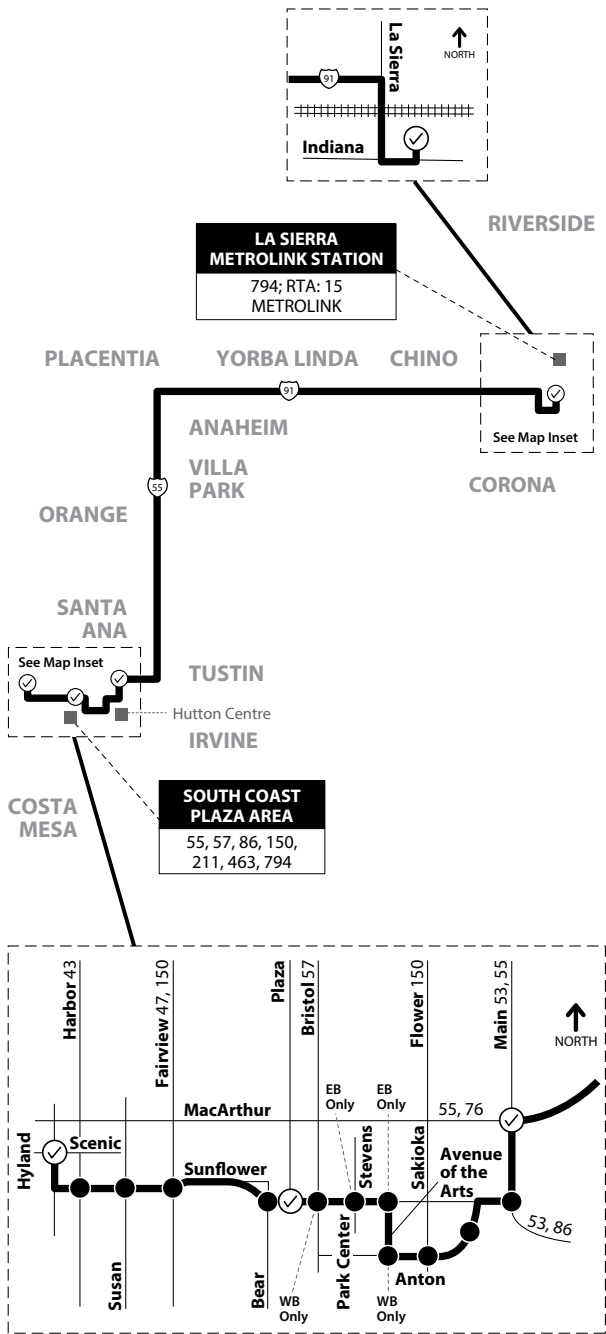 La Sierra
NORTH
91
Indiana
RIVERSIDE
LA SIERRA
METROLINK STATION
794; RTA: 15
METROLINK
PLACENTIA
YORBA LINDA
CHINO
91
See Map Inset
ANAHEIM
VILLA
PARK
55
CORONA
ORANGE
SANTA
ANA
See Map Inset
TUSTIN
Hutton Centre
IRVINE
COSTA
MESA
SOUTH COAST
PLAZA AREA
55, 57, 86, 150,
211, 463, 794
Harbor 43
Fairview 47, 150
Plaza
Bristol 57
Flower 150
Main 53, 55
NORTH
EB
Only
EB
Only
MacArthur
55, 76
Hyland
Scenic
Sunflower
Stevens
Sakioka
Avenue
of the
Arts
53, 86
Susan
Bear
Park Center
Anton
WB
Only
WB
Only